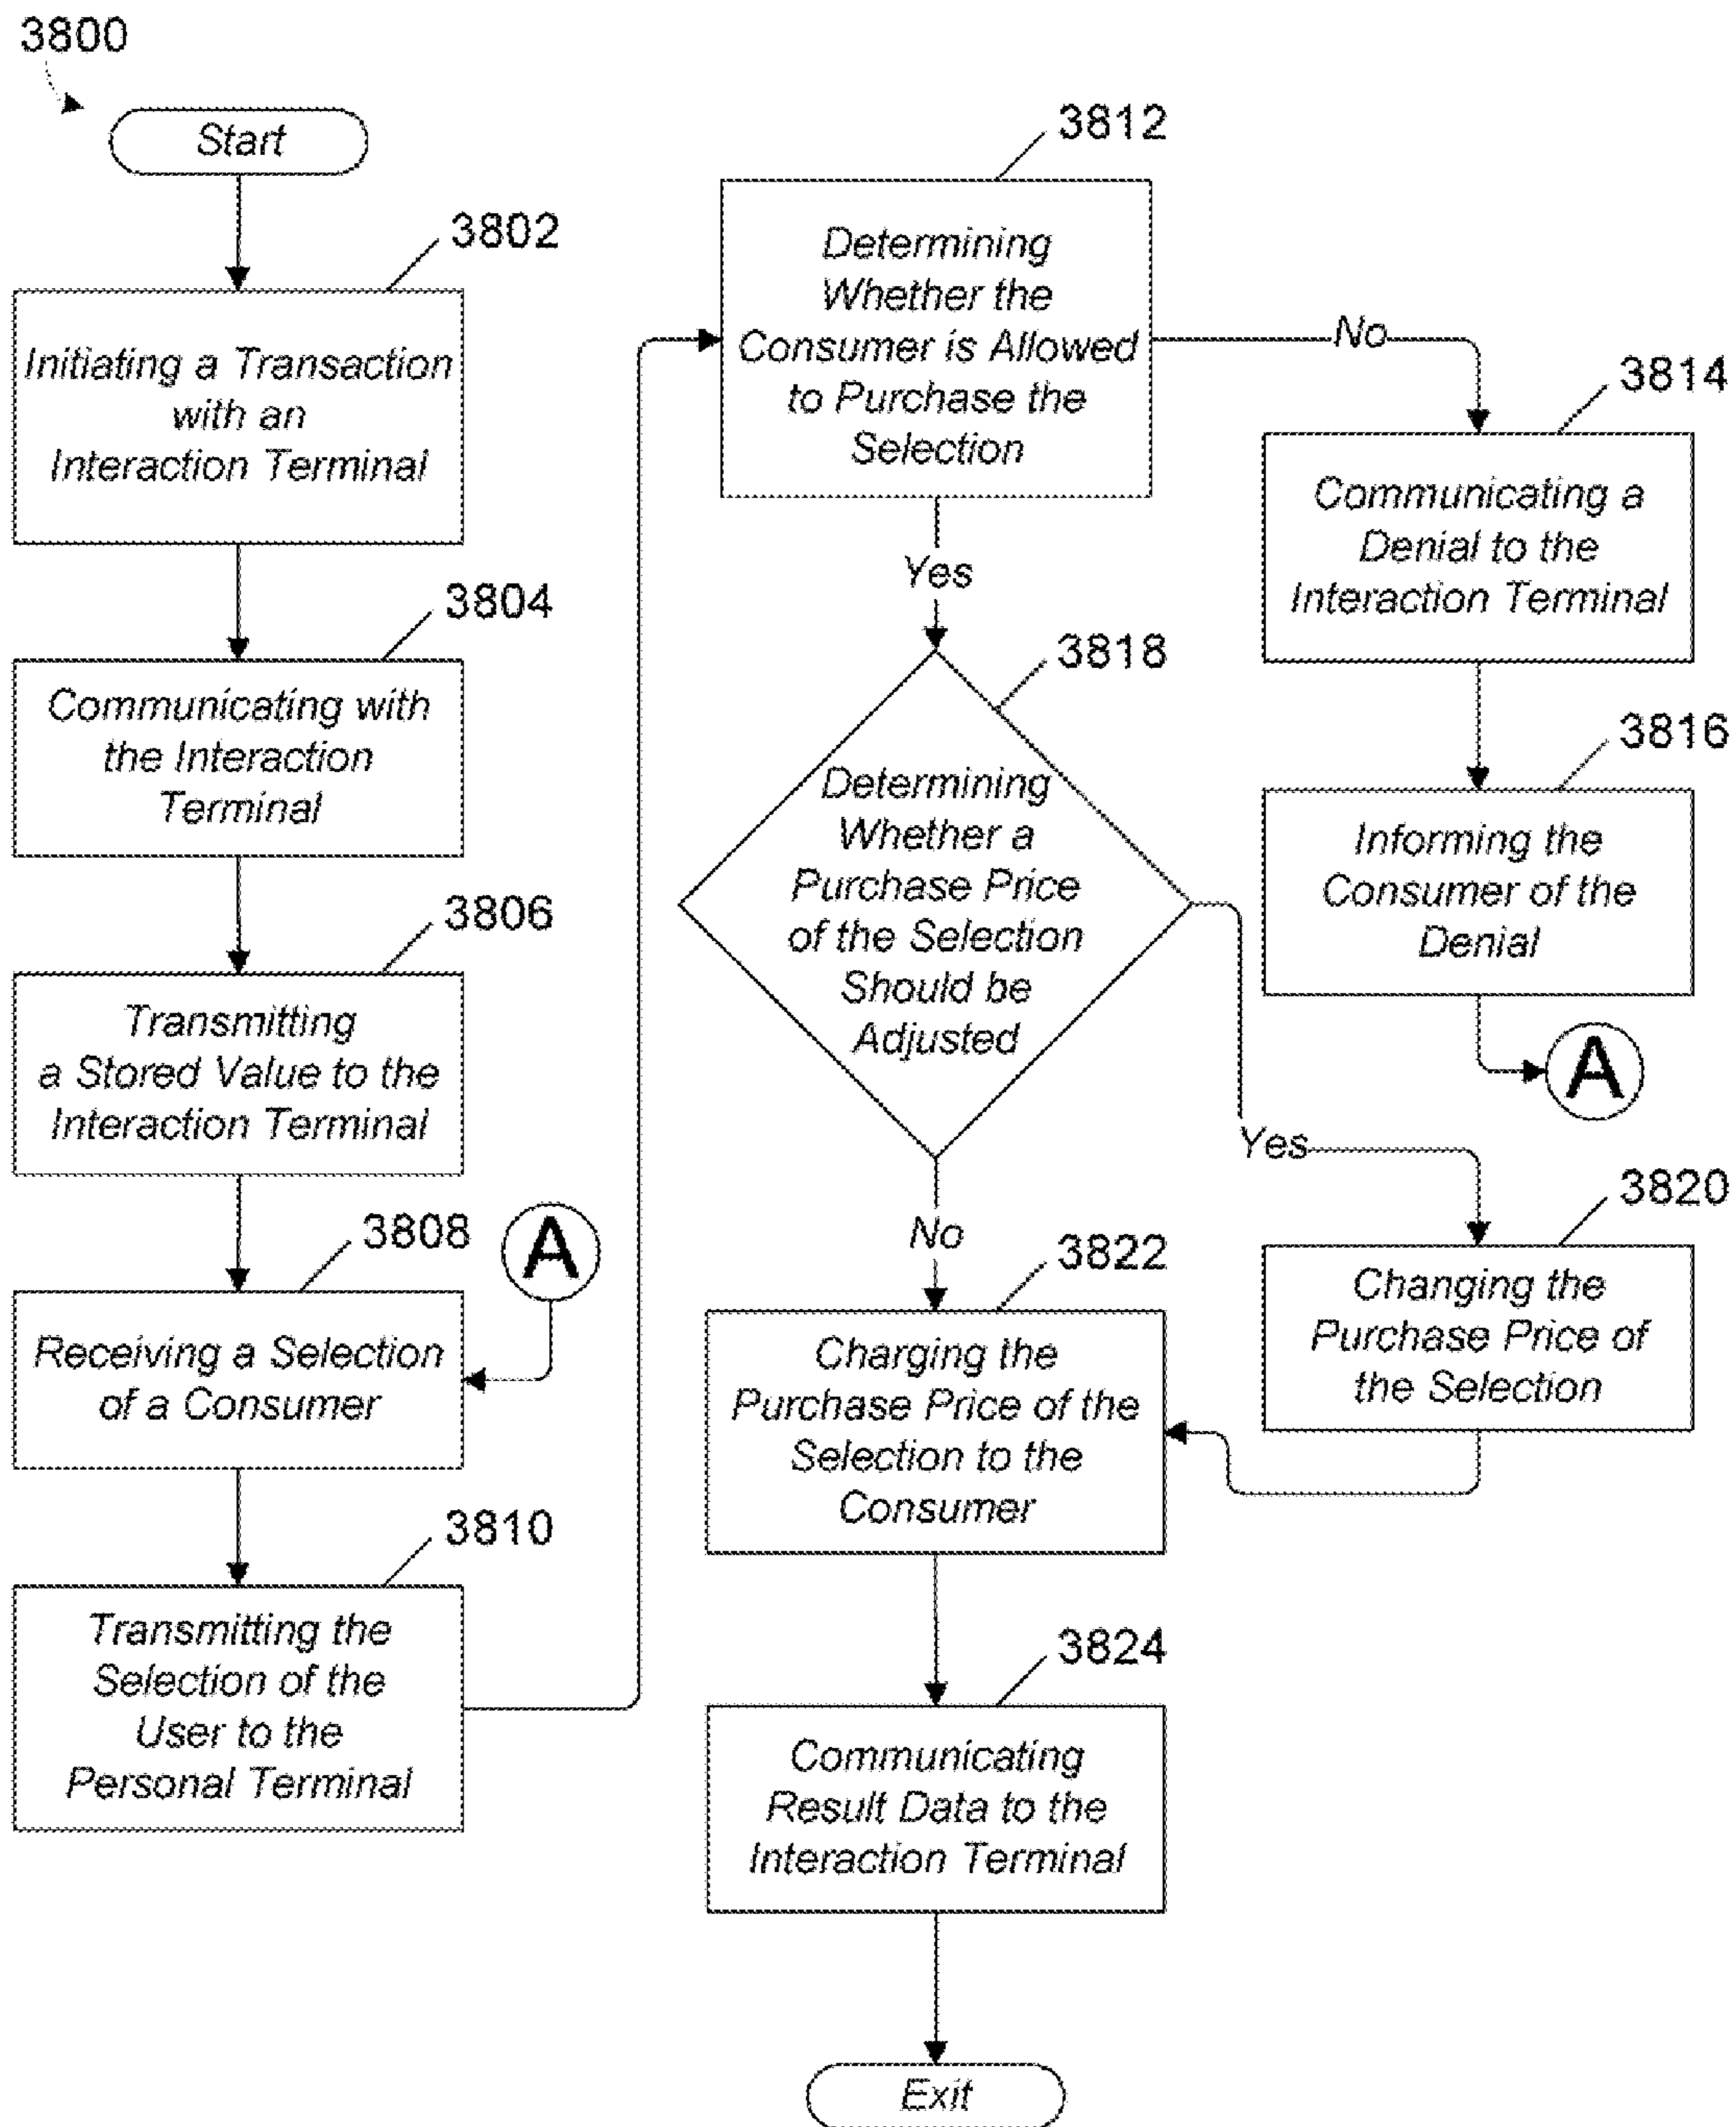 3800
Start
3802
Initiating a Transaction
with an
Interaction Terminal
3804
Communicating with
the Interaction
Terminal
3806
Transmitting
a Stored Value to the
Interaction Terminal
3808
A
Receiving a Selection
of a Consumer
3810
Transmitting the
Selection of the
User to the
Personal Terminal
3812
Determining
Whether the
Consumer is Allowed
to Purchase the
Selection
No
Yes
3814
Communicating a
Denial to the
Interaction Terminal
3816
Informing the
Consumer of the
Denial
A
3818
Determining
Whether a
Purchase Price
of the Selection
Should be
Adjusted
Yes
No
3820
Changing the
Purchase Price of
the Selection
3822
Charging the
Purchase Price of the
Selection to the
Consumer
3824
Communicating
Result Data to the
Interaction Terminal
Exit